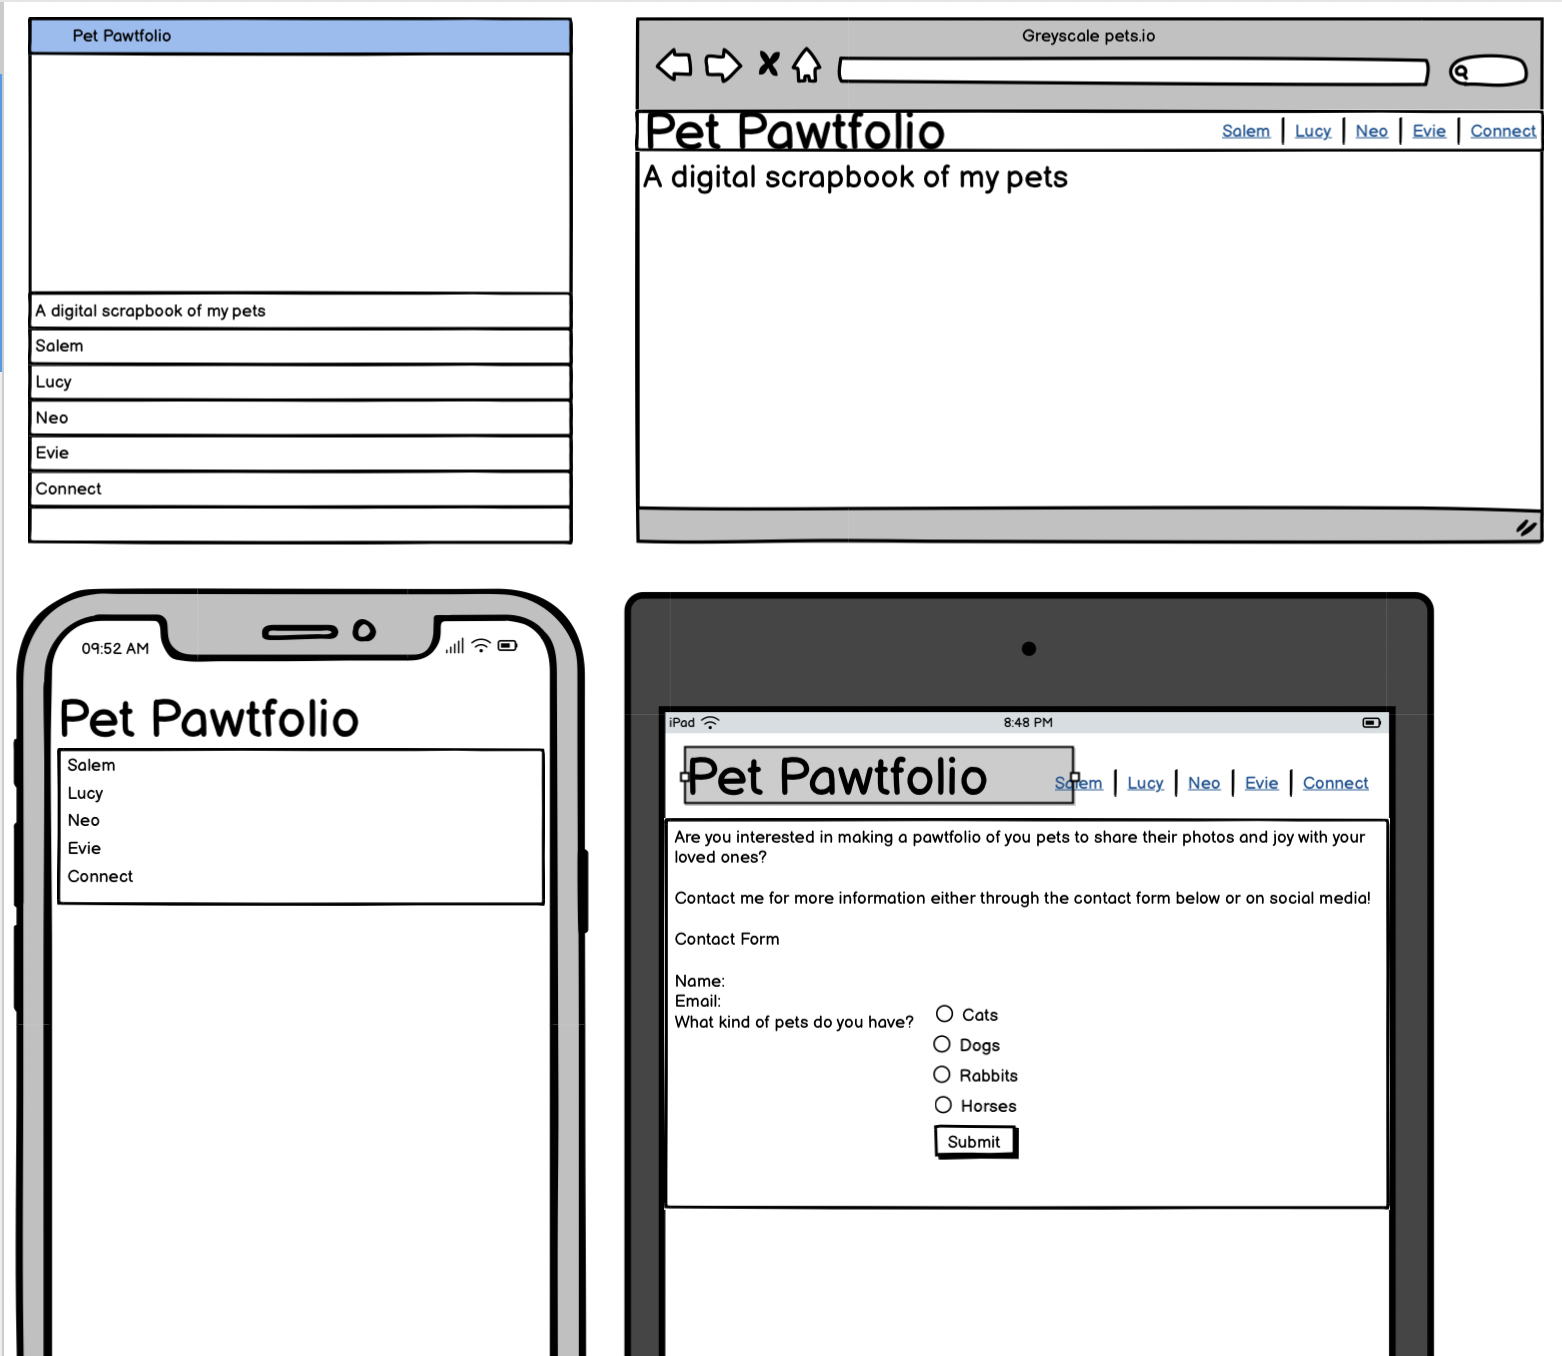 Pet Pawtfolio
A digital scrapbook of my pets
Salem
Lucy
Neo
Evie
Connect
Greyscale pets.io
Pet Pawtfolio
Salem | Lucy | Neo | Evie | Connect
A digital scrapbook of my pets
09:52 AM
Pet Pawtfolio
Salem
Lucy
Neo
Evie
Connect
iPad
8:48 PM
Pet Pawtfolio
Salem | Lucy | Neo | Evie | Connect
Are you interested in making a pawtfolio of you pets to share their photos and joy with your
loved ones?
Contact me for more information either through the contact form below or on social media!
Contact Form
Name:
Email:
What kind of pets do you have?
Cats
Dogs
Rabbits
Horses
Submit